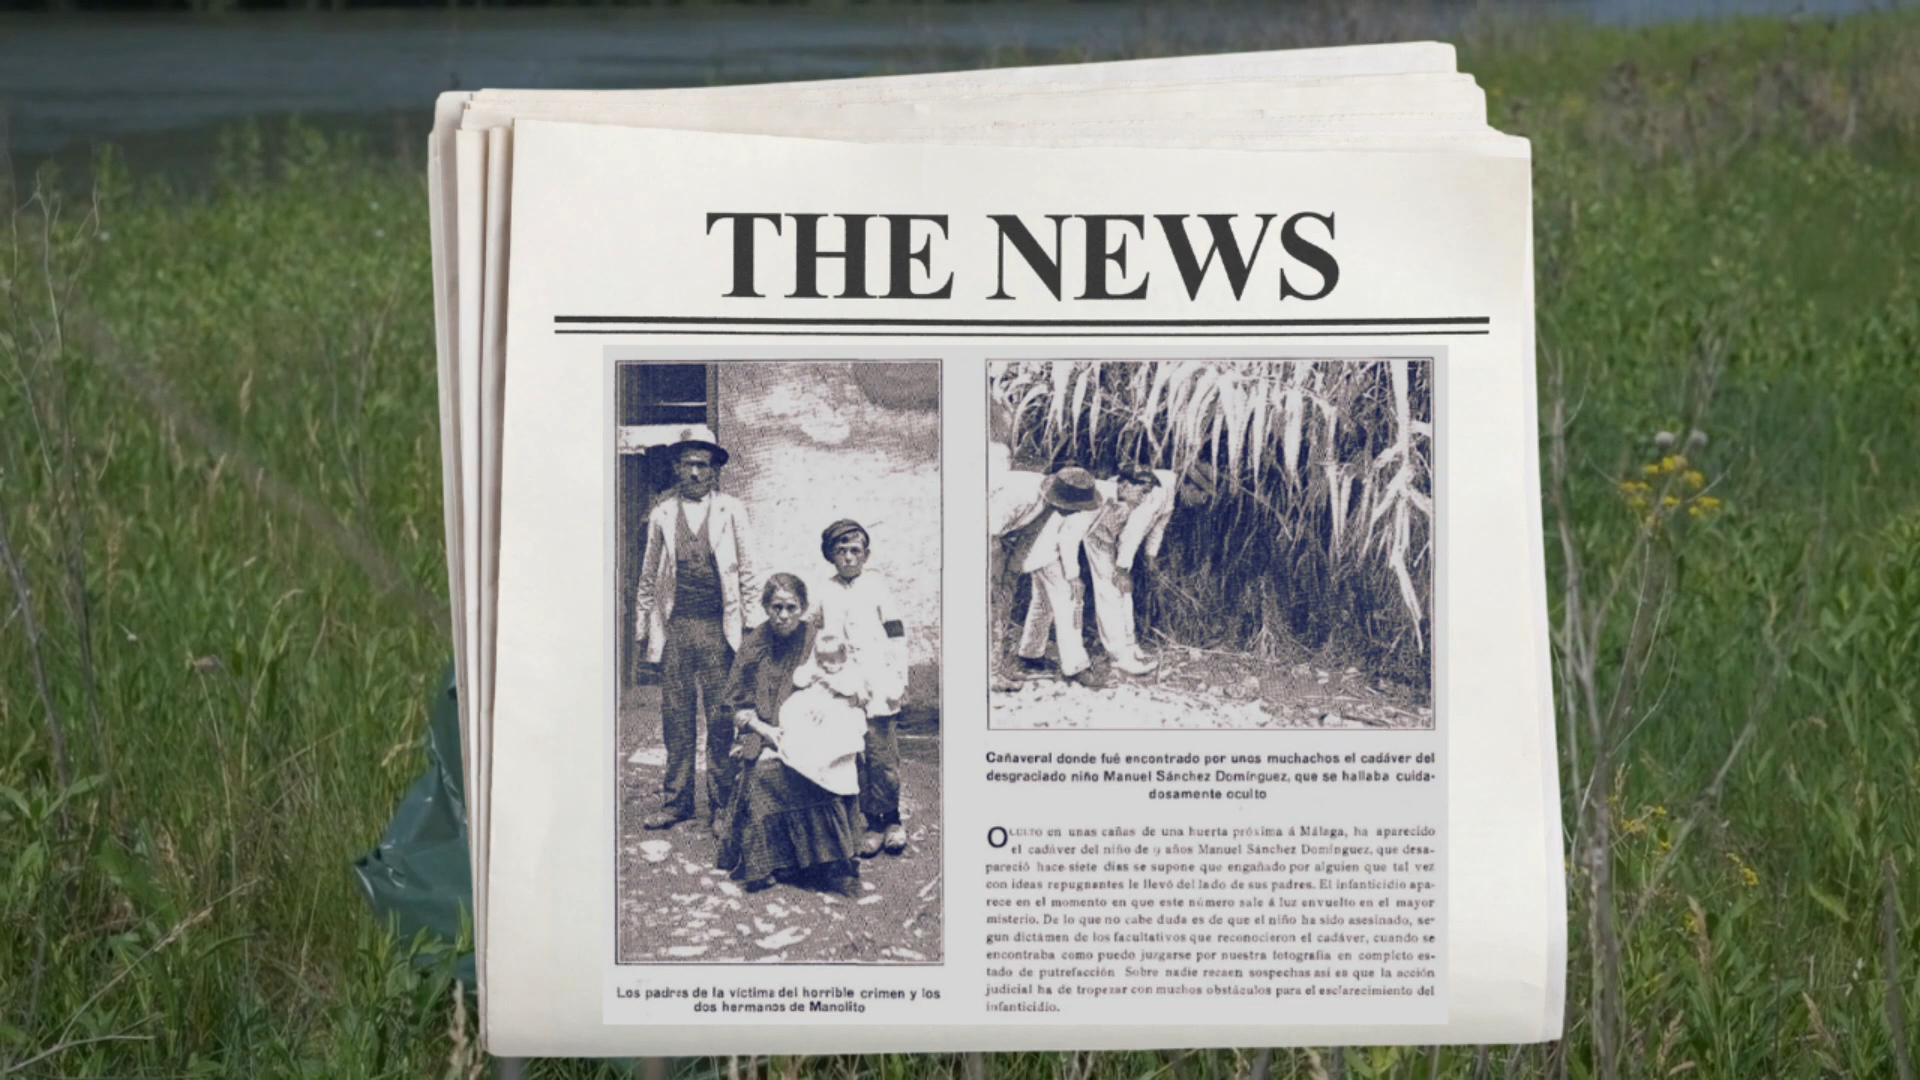 THE NEWS
Los padres de la víctima del horrible crimen y los
dos hermanos de Manolito
Cañaveral donde fué encontrado por unos muchachos el cadáver del
desgraciado niño Manuel Sánchez Domínguez, que se hallaba cuida-
dosamente oculto
OCULTO en unas cañas de una huerta próxima á Málaga, ha aparecido
el cadáver del niño de 9 años Manuel Sánchez Domínguez, que desa-
pareció hace siete dias se supone que engañado por alguien que tal vez
con ideas repugnantes le llevó del lado de sus padres. El infanticidio apa-
rece en el momento en que este número sale á luz envuelto en el mayor
misterio. De lo que no cabe duda es de que el niño ha sido asesinado, se-
gun dictámen de los facultativos que reconocieron el cadáver, cuando se
encontraba como puedo juzgarse por nuestra fotografia en completo es-
tado de putrefacción Sobre nadie recaen sospechas así es que la acción
judicial ha de tropezar con muchos obstáculos para el esclarecimiento del
infanticidio.